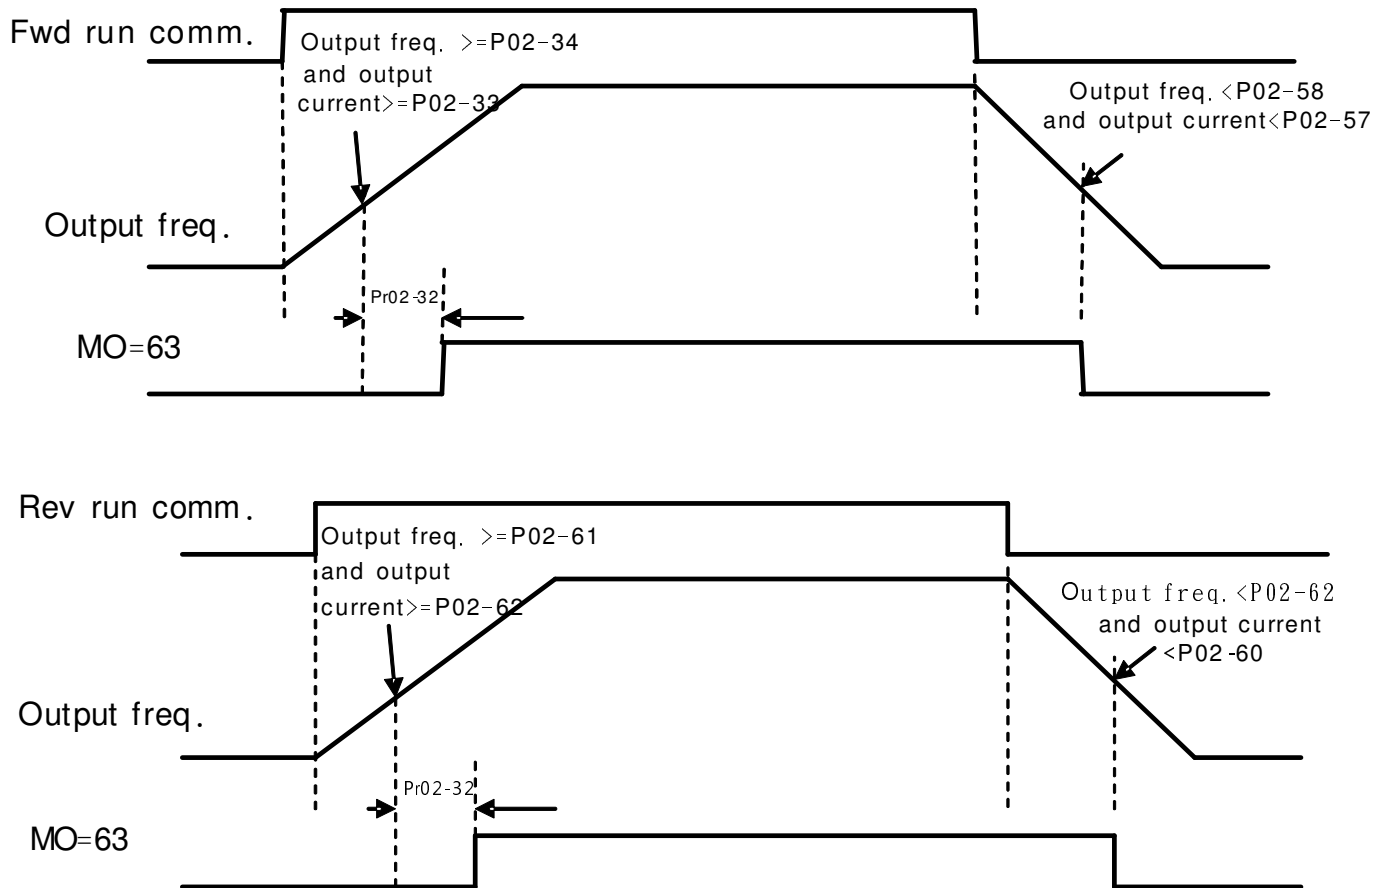 Fwd run comm.
Output freq. >=P02-34
and output
current>=P02-33
Output freq. <P02-58
and output current<P02-57
Output freq.
Pr02-32
MO=63
Rev run comm.
Output freq. >=P02-61
and output
current>=P02-62
Output freq. <P02-62
and output current
<P02-60
Output freq.
Pr02-32
MO=63